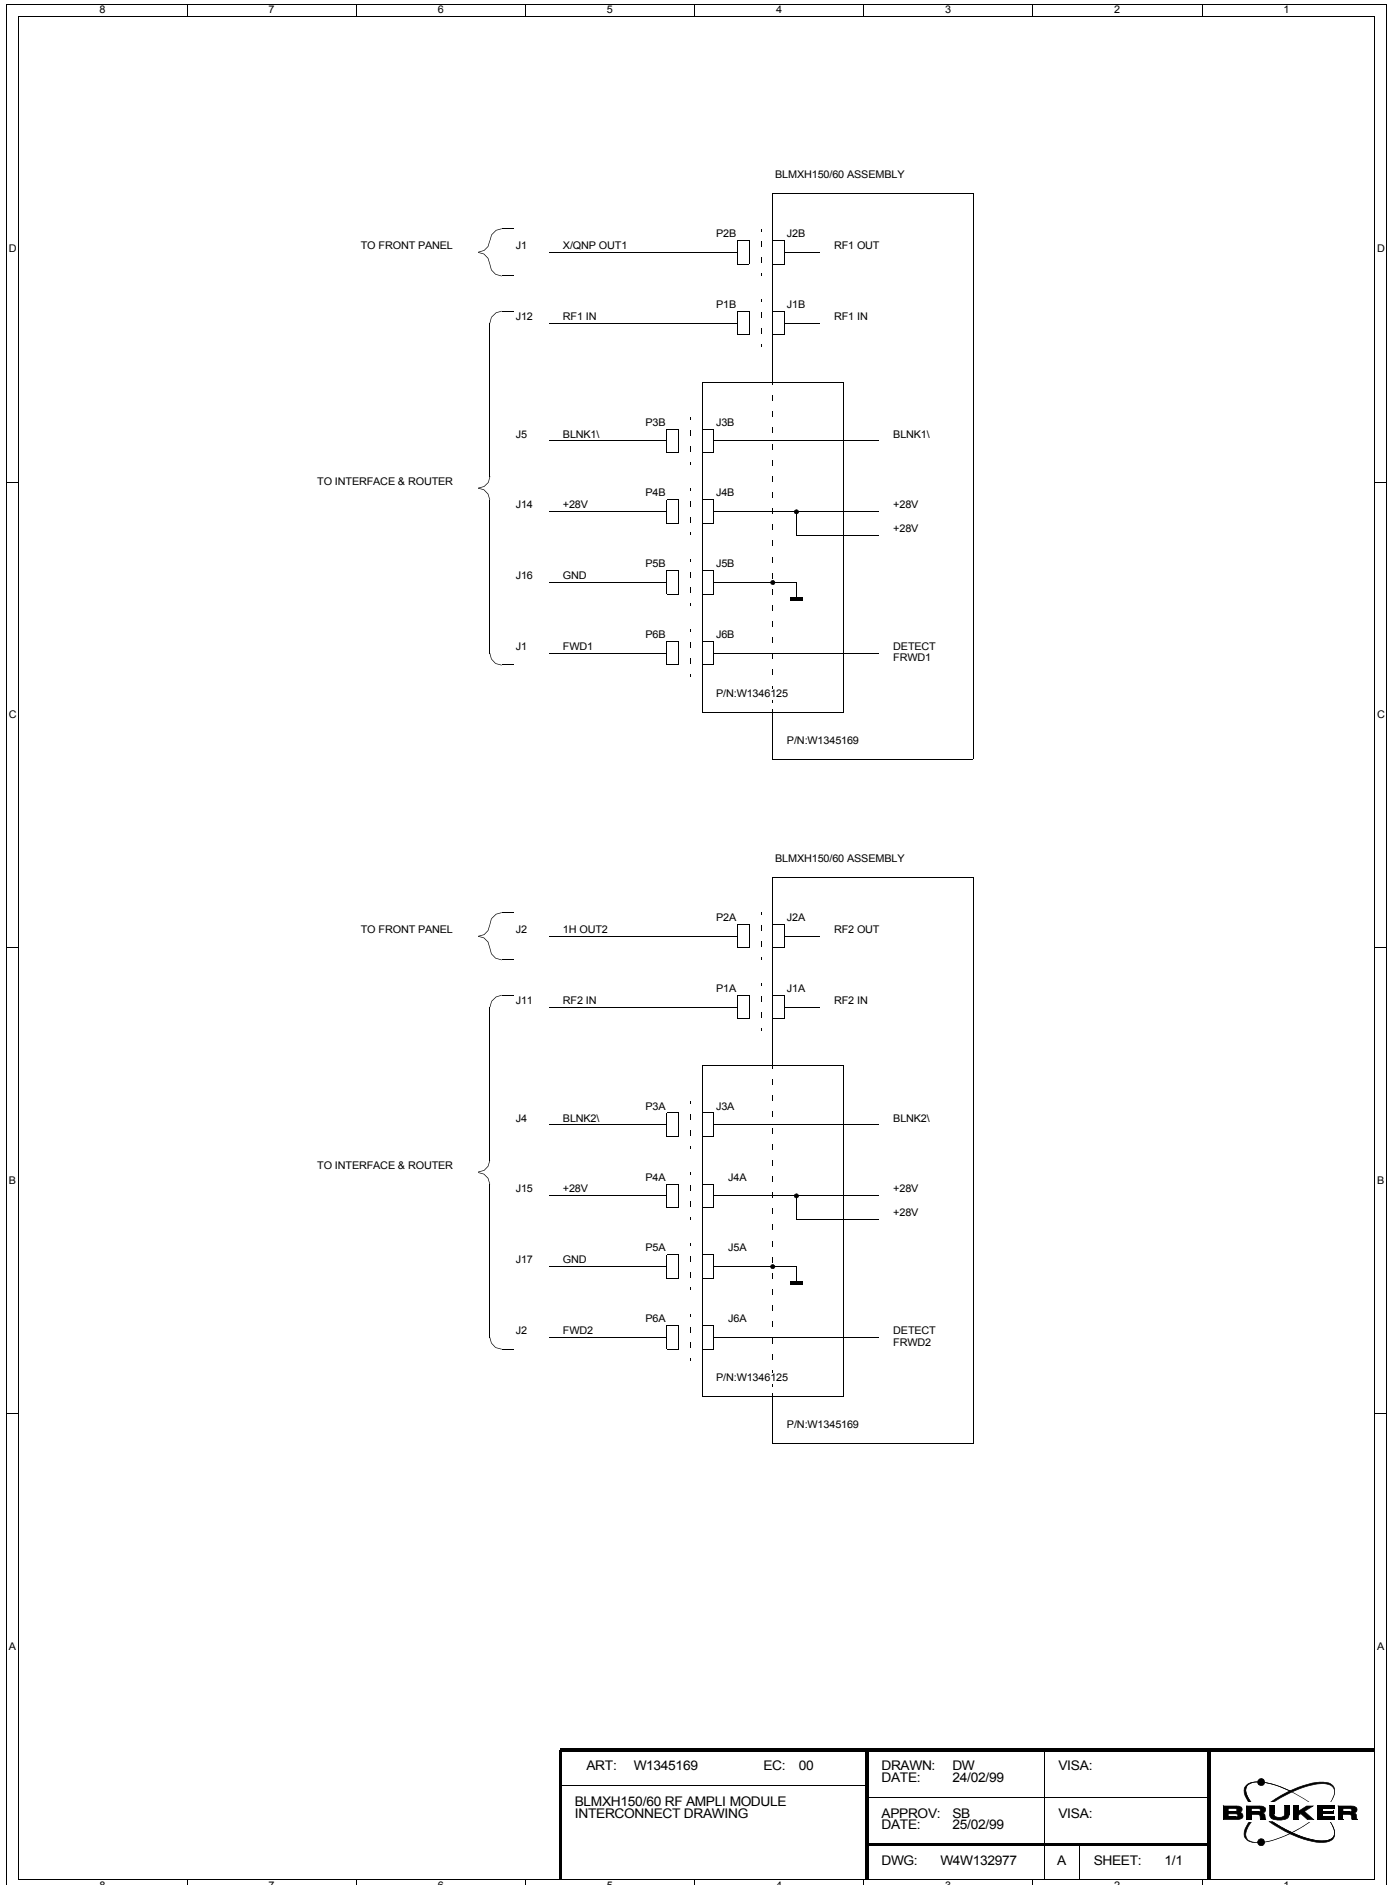 8 7 6 5 4 3 2 1
BLMXH150/60 ASSEMBLY
D TO FRONT PANEL J1 X/QNP OUT1 P2B J2B RF1 OUT D
J12 RF1 IN P1B J1B RF1 IN
J5 BLNK1\ P3B J3B BLNK1\
TO INTERFACE & ROUTER
J14 +28V P4B J4B +28V
+28V
J16 GND P5B J5B
J1 FWD1 P6B J6B DETECT
FRWD1
P/N:W1346125
C C
P/N:W1345169
BLMXH150/60 ASSEMBLY
TO FRONT PANEL J2 1H OUT2 P2A J2A RF2 OUT
J11 RF2 IN P1A J1A RF2 IN
J4 BLNK2\ P3A J3A BLNK2\
TO INTERFACE & ROUTER
B J15 +28V P4A J4A +28V B
+28V
J17 GND P5A J5A
J2 FWD2 P6A J6A DETECT
FRWD2
P/N:W1346125
P/N:W1345169
A A
ART: W1345169 EC: 00
BLMXH150/60 RF AMPLI MODULE
INTERCONNECT DRAWING
DRAWN: DW
DATE: 24/02/99
VISA:
APPROV: SB
DATE: 25/02/99
VISA:
DWG: W4W132977 A SHEET: 1/1
BRUKER
8 7 6 5 4 3 2 1